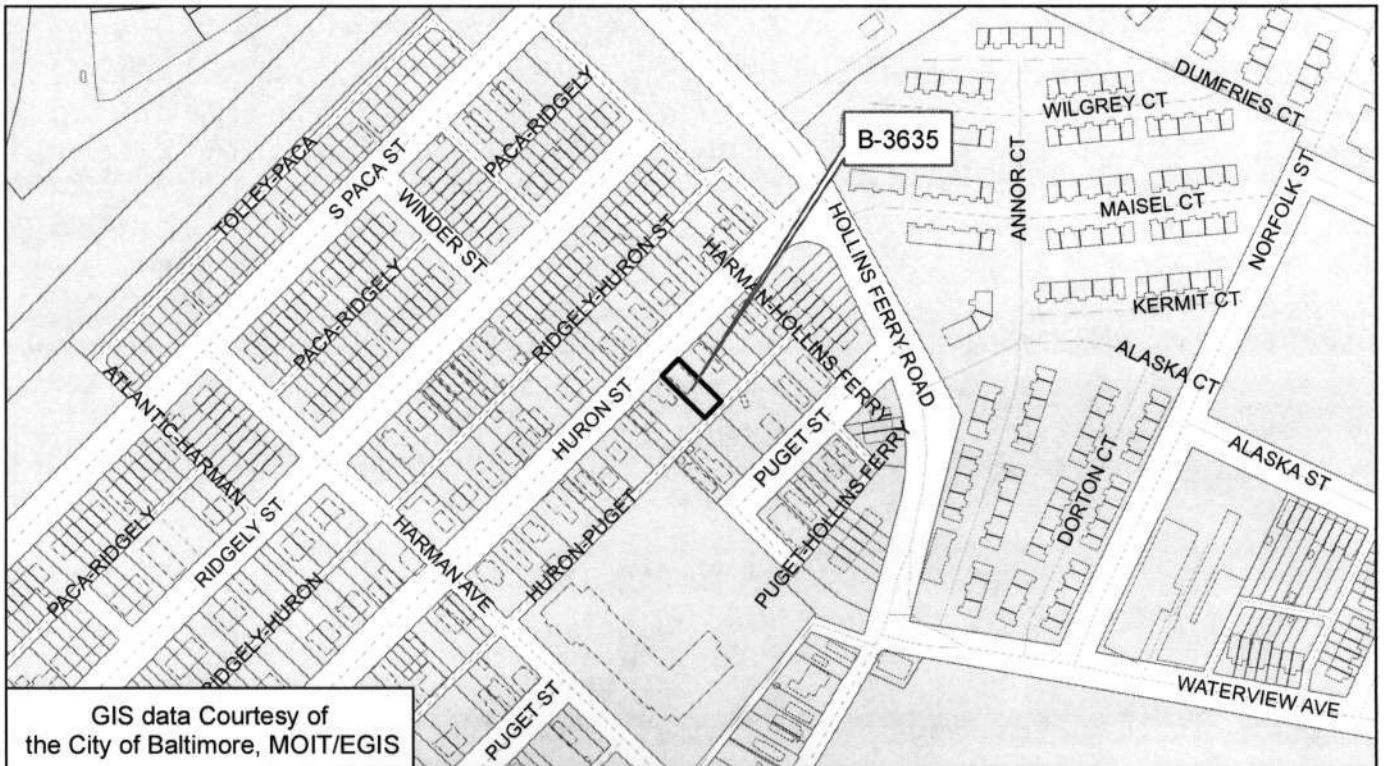 DUMFRIES CT
WILGREY CT
PACA-RIDGELY
B-3635
TOLLEY-PACA
S PACA ST
WINDER ST
ANNOR CT
MAISEL CT
NORFOLK ST
HOLLINS FERRY ROAD
RIDGELY-HURON ST
HARMAN-HOLLINS FERRY
PACA-RIDGELY
KERMIT CT
ALASKA CT
ATLANTIC-HARMAN
HURON ST
PUGET ST
PUGET-HOLLINS FERRY
DORTON CT
ALASKA ST
PACA-RIDGELY
RIDGELY ST
HARMAN AVE
HURON-PUGET
RIDGELY-HURON
WATERVIEW AVE
PUGET ST
GIS data Courtesy of
the City of Baltimore, MOIT/EGIS